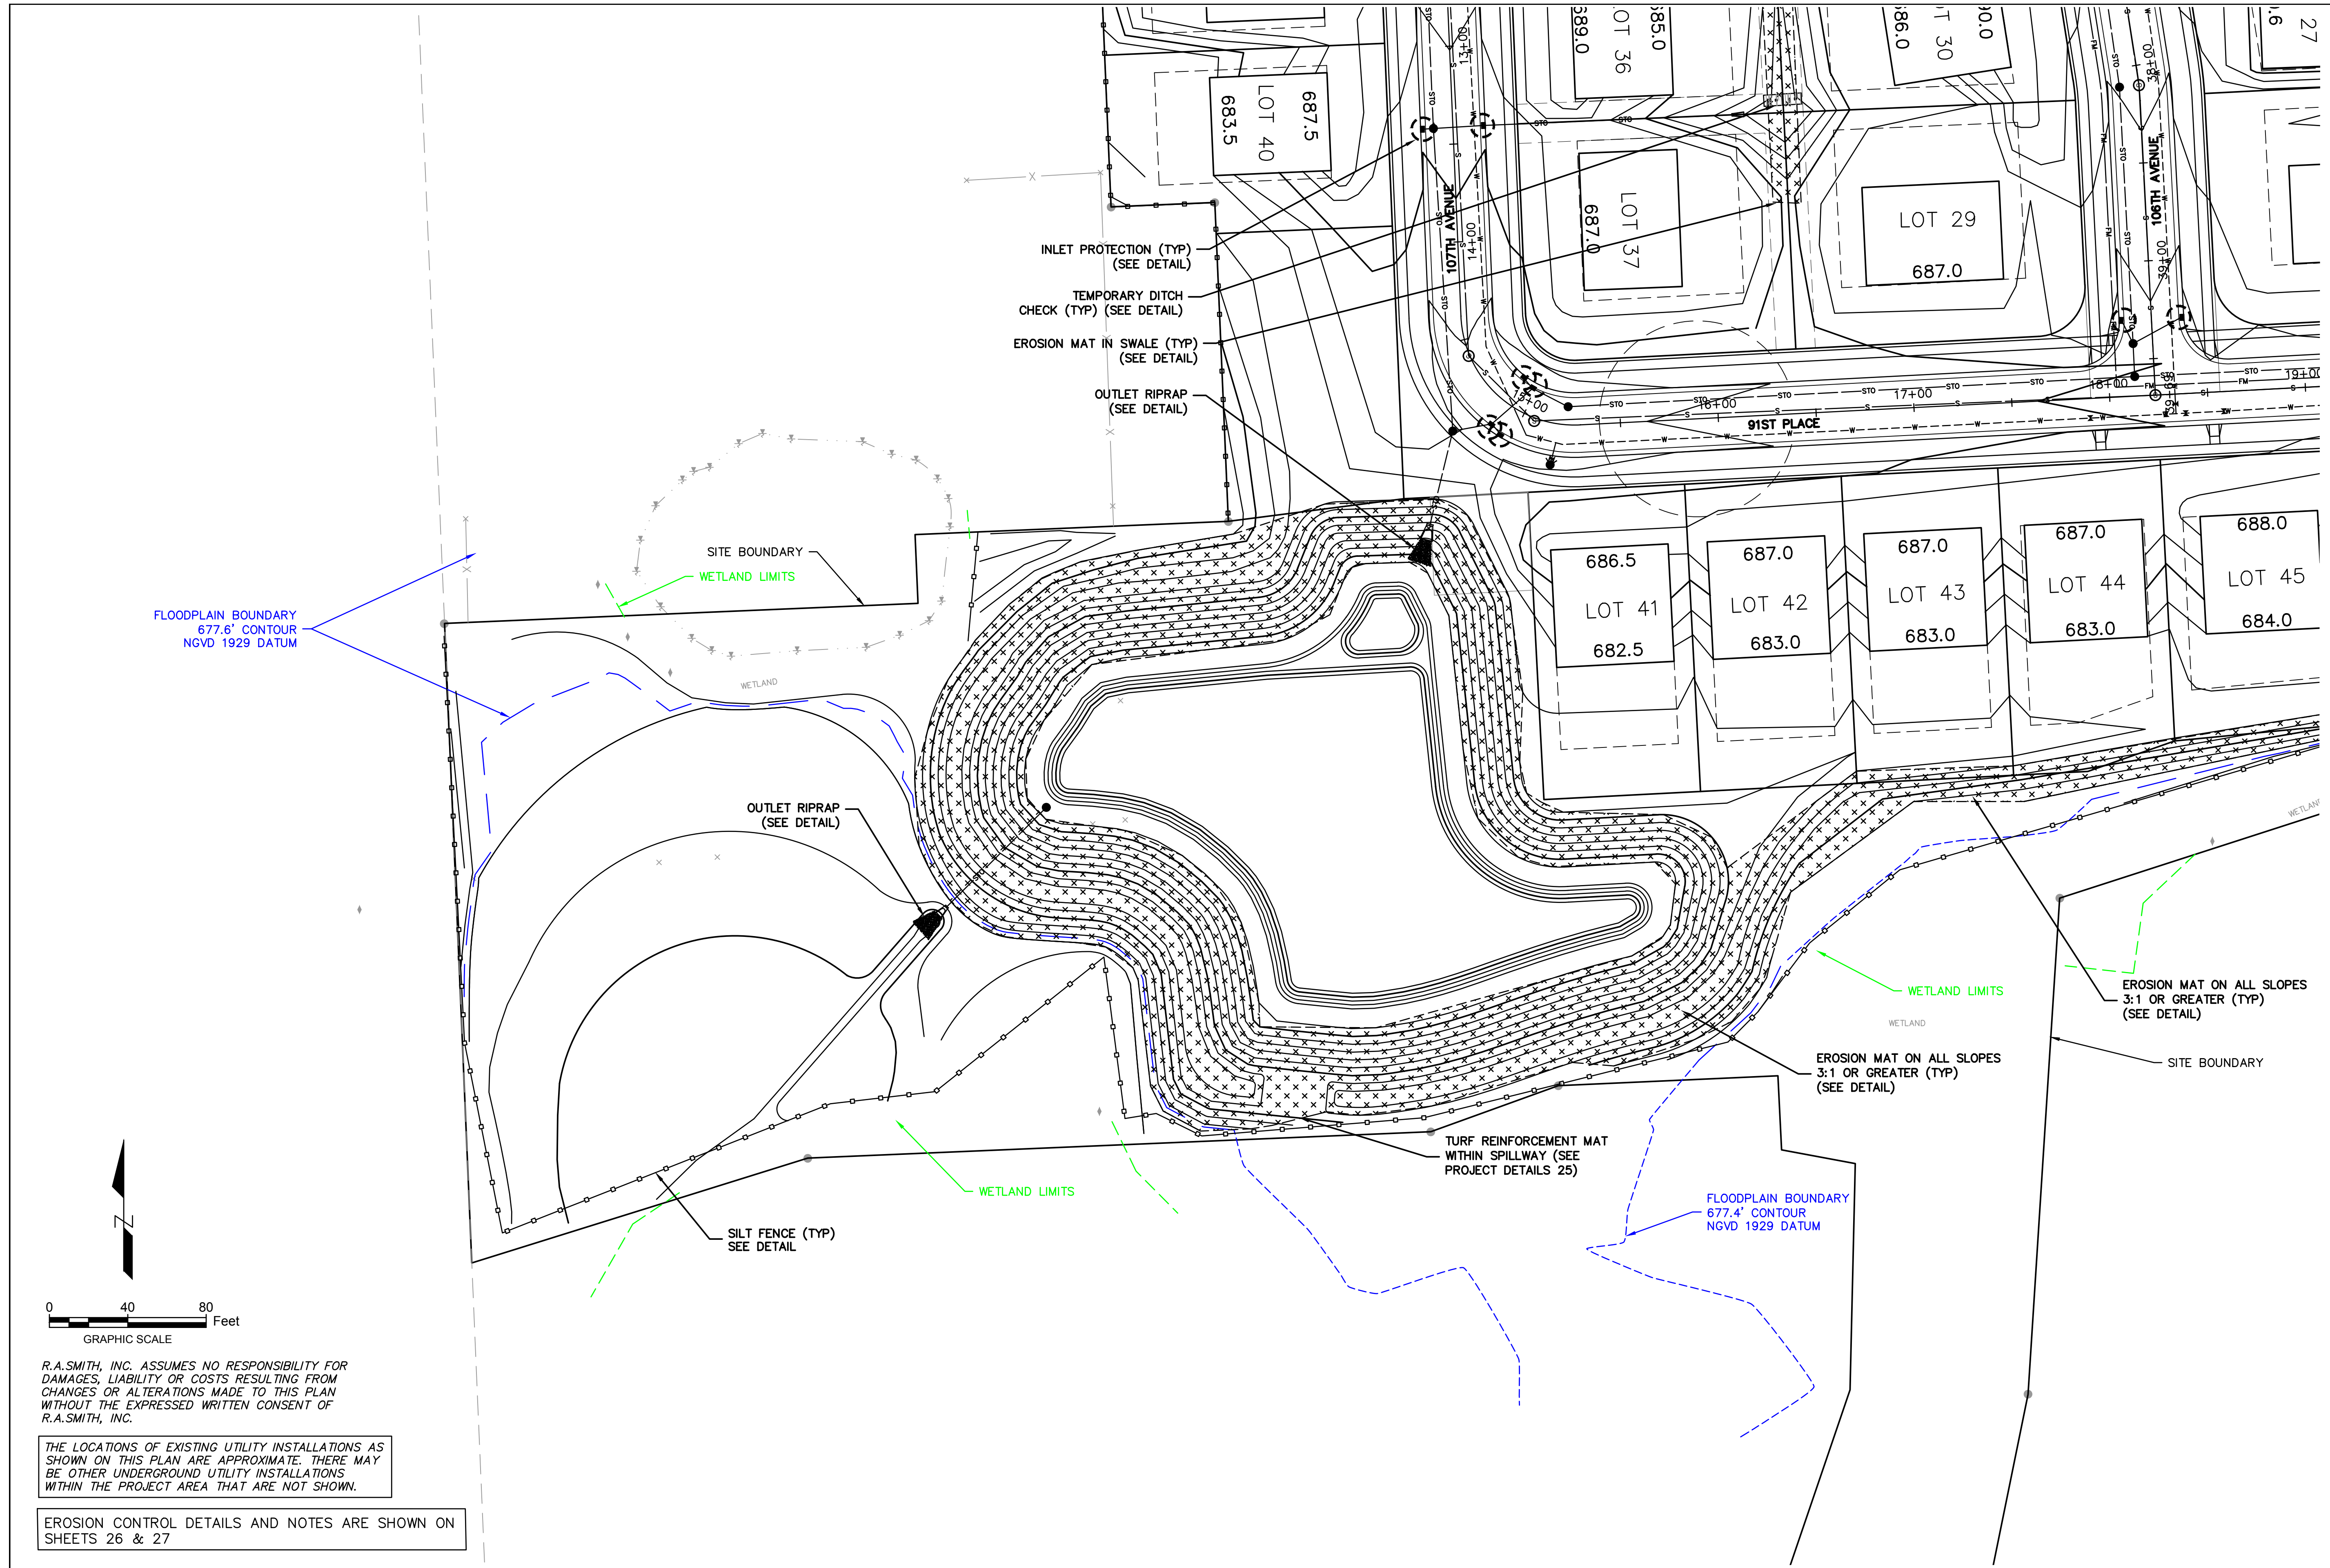 689.0
LOT 36
685.0
686.0
LOT 30
90.0
27
13+00
38+00
683.5
LOT 40
687.5
STO
STO
107TH AVENUE
14+00
687.0
LOT 37
LOT 29
687.0
106TH AVENUE
39+00
INLET PROTECTION (TYP)
(SEE DETAIL)
TEMPORARY DITCH
CHECK (TYP) (SEE DETAIL)
EROSION MAT IN SWALE (TYP)
(SEE DETAIL)
OUTLET RIPRAP
(SEE DETAIL)
15+00
16+00
17+00
18+00
19+00
91ST PLACE
SITE BOUNDARY
WETLAND LIMITS
FLOODPLAIN BOUNDARY
677.6' CONTOUR
NGVD 1929 DATUM
WETLAND
686.5
LOT 41
682.5
687.0
LOT 42
683.0
687.0
LOT 43
683.0
687.0
LOT 44
683.0
688.0
LOT 45
684.0
OUTLET RIPRAP
(SEE DETAIL)
STO
WETLAND LIMITS
WETLAND
EROSION MAT ON ALL SLOPES
3:1 OR GREATER (TYP)
(SEE DETAIL)
EROSION MAT ON ALL SLOPES
3:1 OR GREATER (TYP)
(SEE DETAIL)
SITE BOUNDARY
TURF REINFORCEMENT MAT
WITHIN SPILLWAY (SEE
PROJECT DETAILS 25)
WETLAND LIMITS
FLOODPLAIN BOUNDARY
677.4' CONTOUR
NGVD 1929 DATUM
SILT FENCE (TYP)
SEE DETAIL
N
0 40 80
Feet
GRAPHIC SCALE
R.A.SMITH, INC. ASSUMES NO RESPONSIBILITY FOR
DAMAGES, LIABILITY OR COSTS RESULTING FROM
CHANGES OR ALTERATIONS MADE TO THIS PLAN
WITHOUT THE EXPRESSED WRITTEN CONSENT OF
R.A.SMITH, INC.
THE LOCATIONS OF EXISTING UTILITY INSTALLATIONS AS
SHOWN ON THIS PLAN ARE APPROXIMATE. THERE MAY
BE OTHER UNDERGROUND UTILITY INSTALLATIONS
WITHIN THE PROJECT AREA THAT ARE NOT SHOWN.
EROSION CONTROL DETAILS AND NOTES ARE SHOWN ON
SHEETS 26 & 27